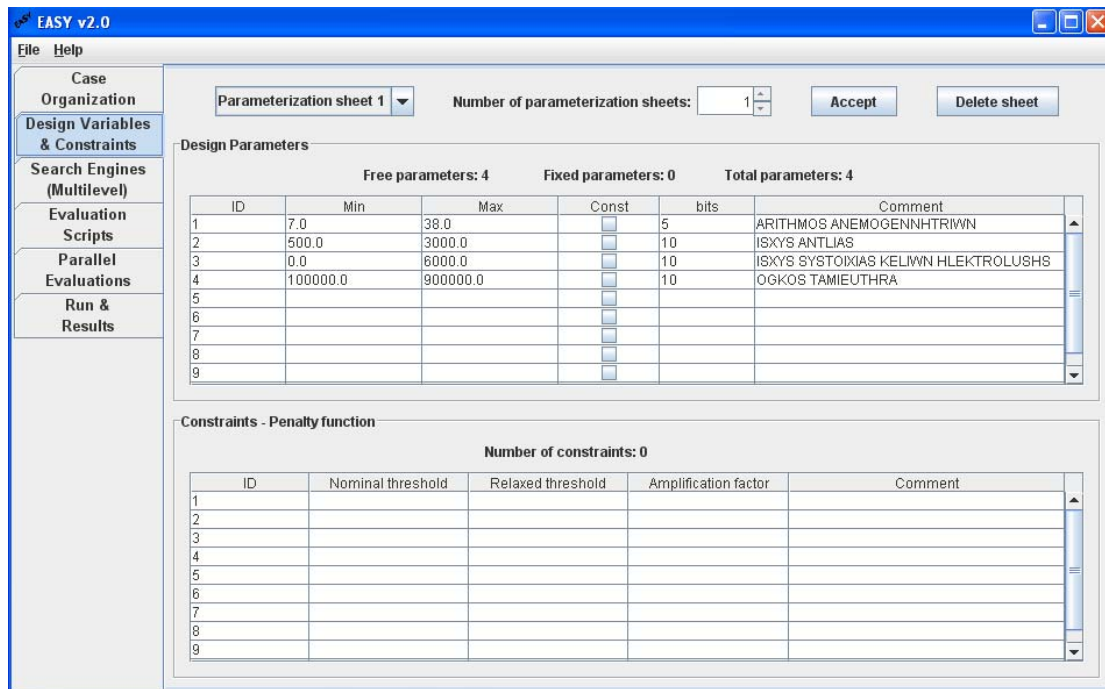 EASY v2.0
File Help
Case
Organization
Design Variables
& Constraints
Search Engines
(Multilevel)
Evaluation
Scripts
Parallel
Evaluations
Run &
Results
Parameterization sheet 1 Number of parameterization sheets: 1 Accept Delete sheet
Design Parameters
Free parameters: 4 Fixed parameters: 0 Total parameters: 4
ID Min Max Const bits Comment
1 7.0 38.0 5 ARITHMOS ANEMOGENNHTRIWN
2 500.0 3000.0 10 ISXYS ANTLIAS
3 0.0 6000.0 10 ISXYS SYSTOIXIAS KELIWN HLEKTROLUSHS
4 100000.0 900000.0 10 OGKOS TAMIEUTHRA
5
6
7
8
9
Constraints - Penalty function
Number of constraints: 0
ID Nominal threshold Relaxed threshold Amplification factor Comment
1
2
3
4
5
6
7
8
9